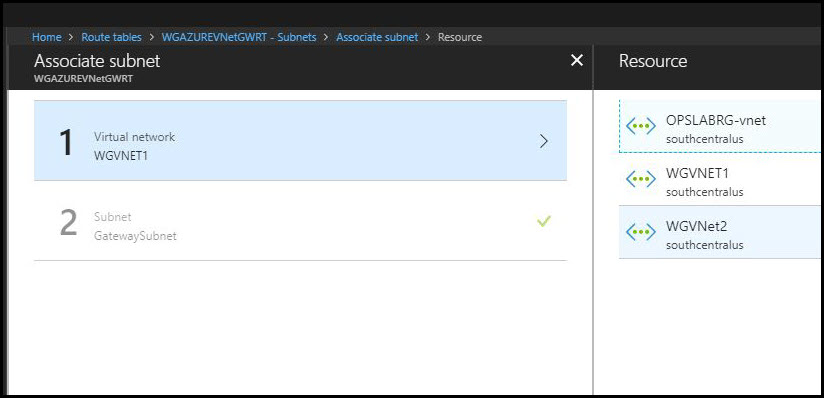 Home > Route tables > WGAZUREVNetGWRT - Subnets > Associate subnet > Resource
Associate subnet
WGAZUREVNetGWRT
1
Virtual network
WGVNET1
2
Subnet
GatewaySubnet
Resource
OPSLABRG-vnet
southcentralus
WGVNET1
southcentralus
WGVNet2
southcentralus